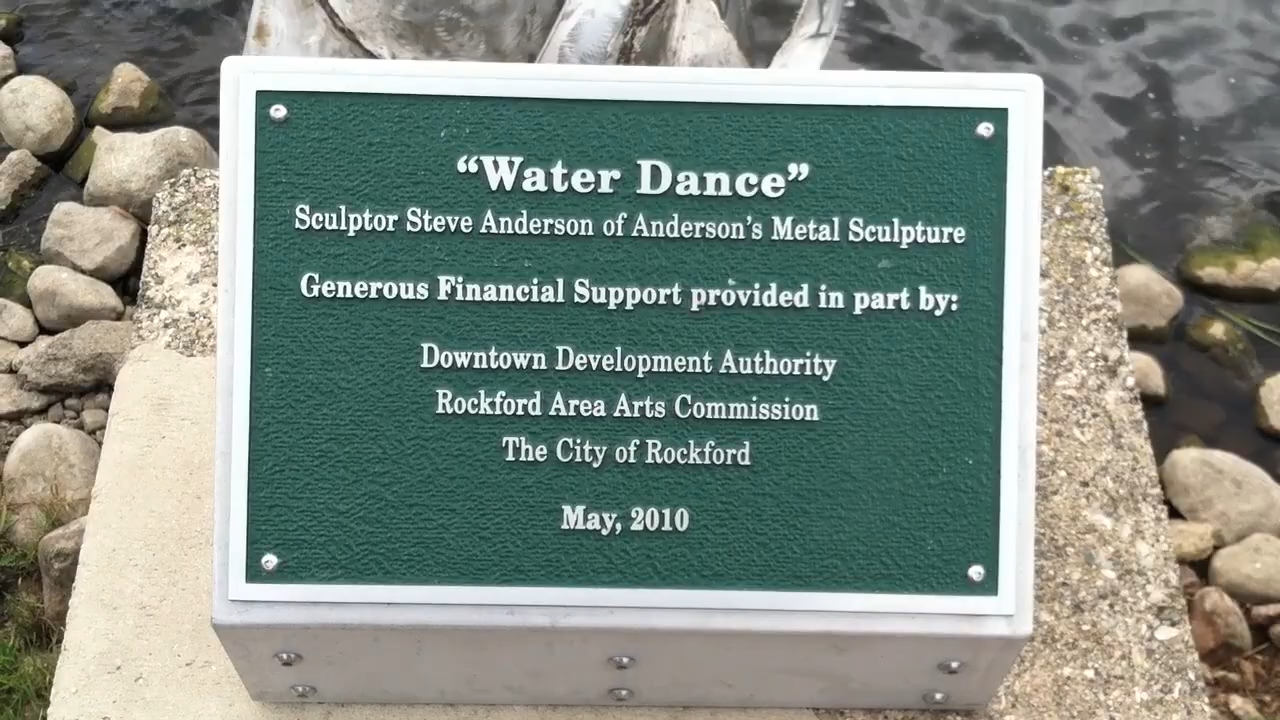 “Water Dance”
Sculptor Steve Anderson of Anderson’s Metal Sculpture
Generous Financial Support provided in part by:
Downtown Development Authority
Rockford Area Arts Commission
The City of Rockford
May, 2010